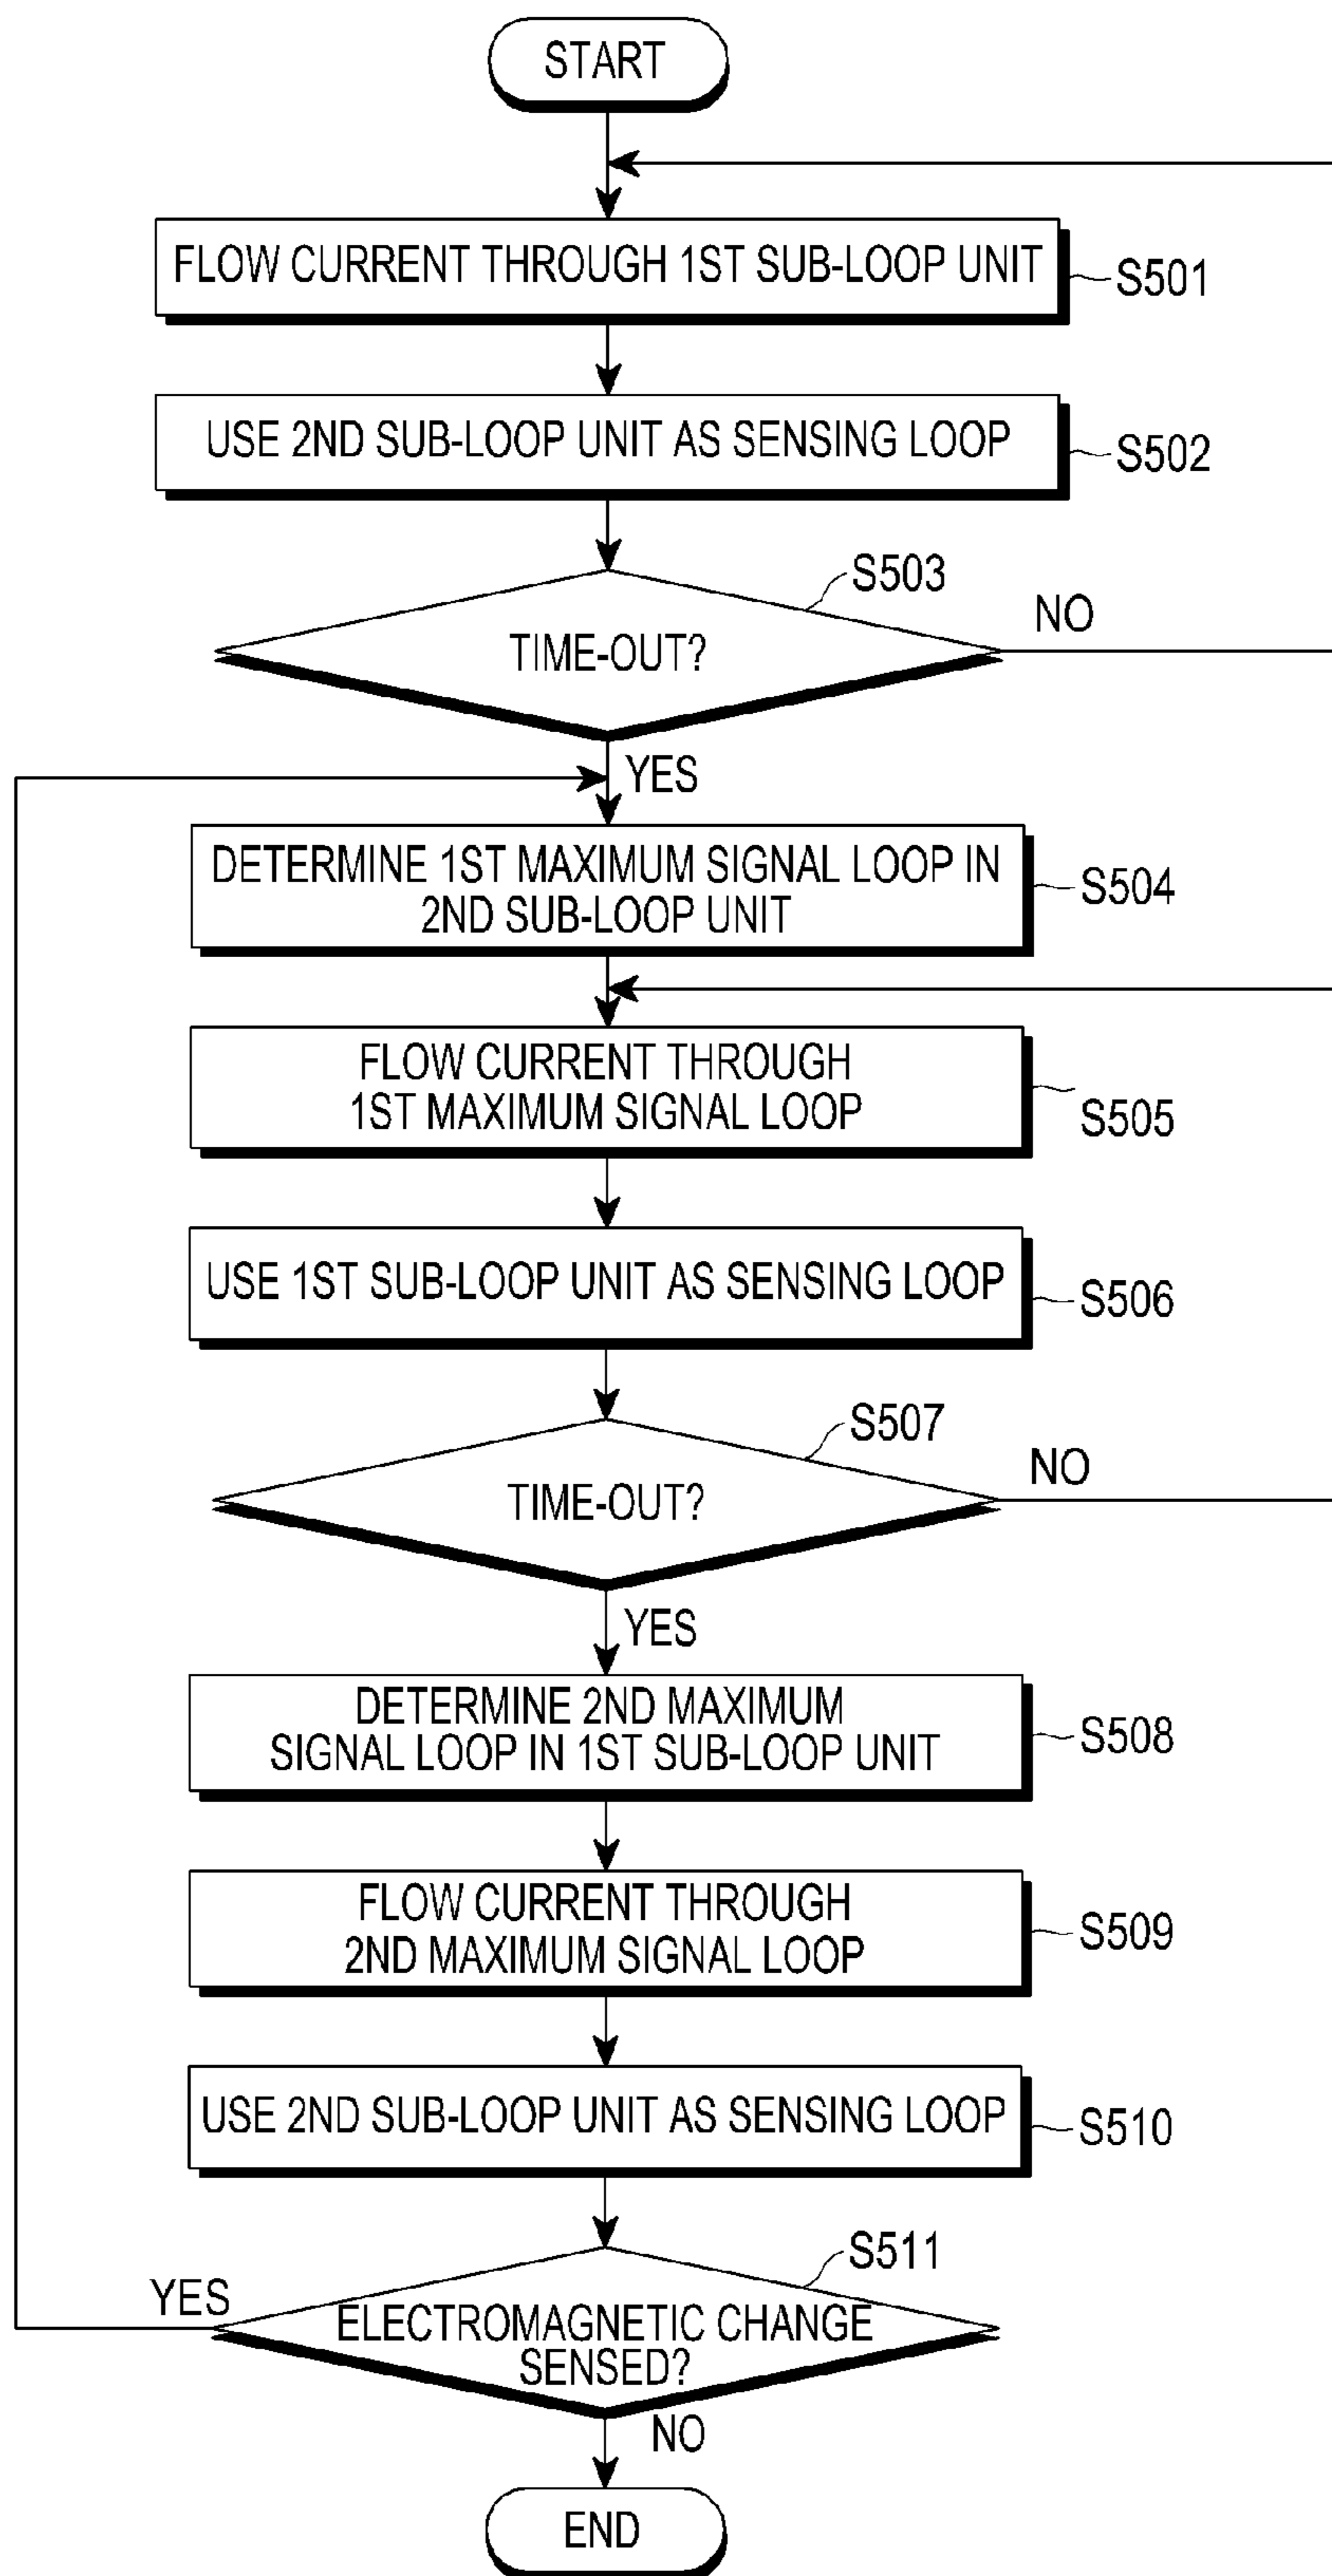 START
FLOW CURRENT THROUGH 1ST SUB-LOOP UNIT
S501
USE 2ND SUB-LOOP UNIT AS SENSING LOOP
S502
S503
TIME-OUT?
NO
YES
DETERMINE 1ST MAXIMUM SIGNAL LOOP IN
2ND SUB-LOOP UNIT
S504
FLOW CURRENT THROUGH
1ST MAXIMUM SIGNAL LOOP
S505
USE 1ST SUB-LOOP UNIT AS SENSING LOOP
S506
S507
TIME-OUT?
NO
YES
DETERMINE 2ND MAXIMUM
SIGNAL LOOP IN 1ST SUB-LOOP UNIT
S508
FLOW CURRENT THROUGH
2ND MAXIMUM SIGNAL LOOP
S509
USE 2ND SUB-LOOP UNIT AS SENSING LOOP
S510
S511
YES
ELECTROMAGNETIC CHANGE
SENSED?
NO
END